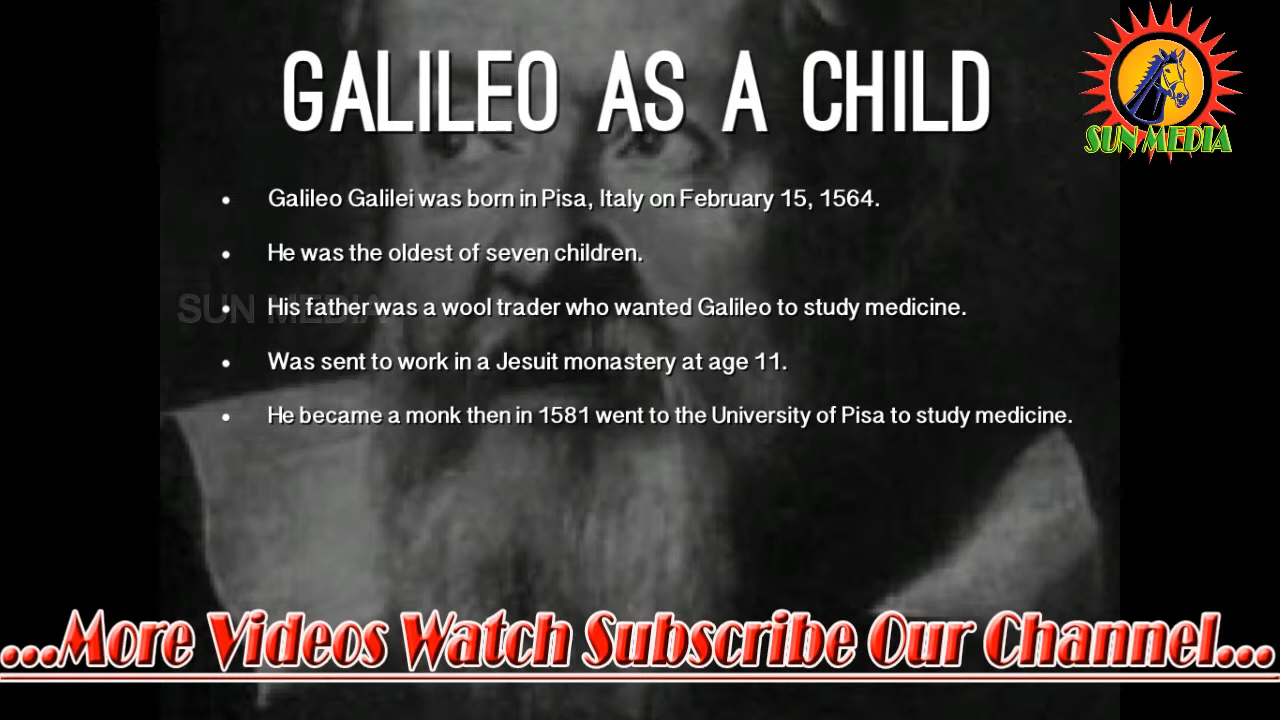 GALILEO AS A CHILD
SUN MEDIA
• Galileo Galilei was born in Pisa, Italy on February 15, 1564.
• He was the oldest of seven children.
• His father was a wool trader who wanted Galileo to study medicine.
SUN MEDIA
• Was sent to work in a Jesuit monastery at age 11.
• He became a monk then in 1581 went to the University of Pisa to study medicine.
...More Videos Watch Subscribe Our Channel...